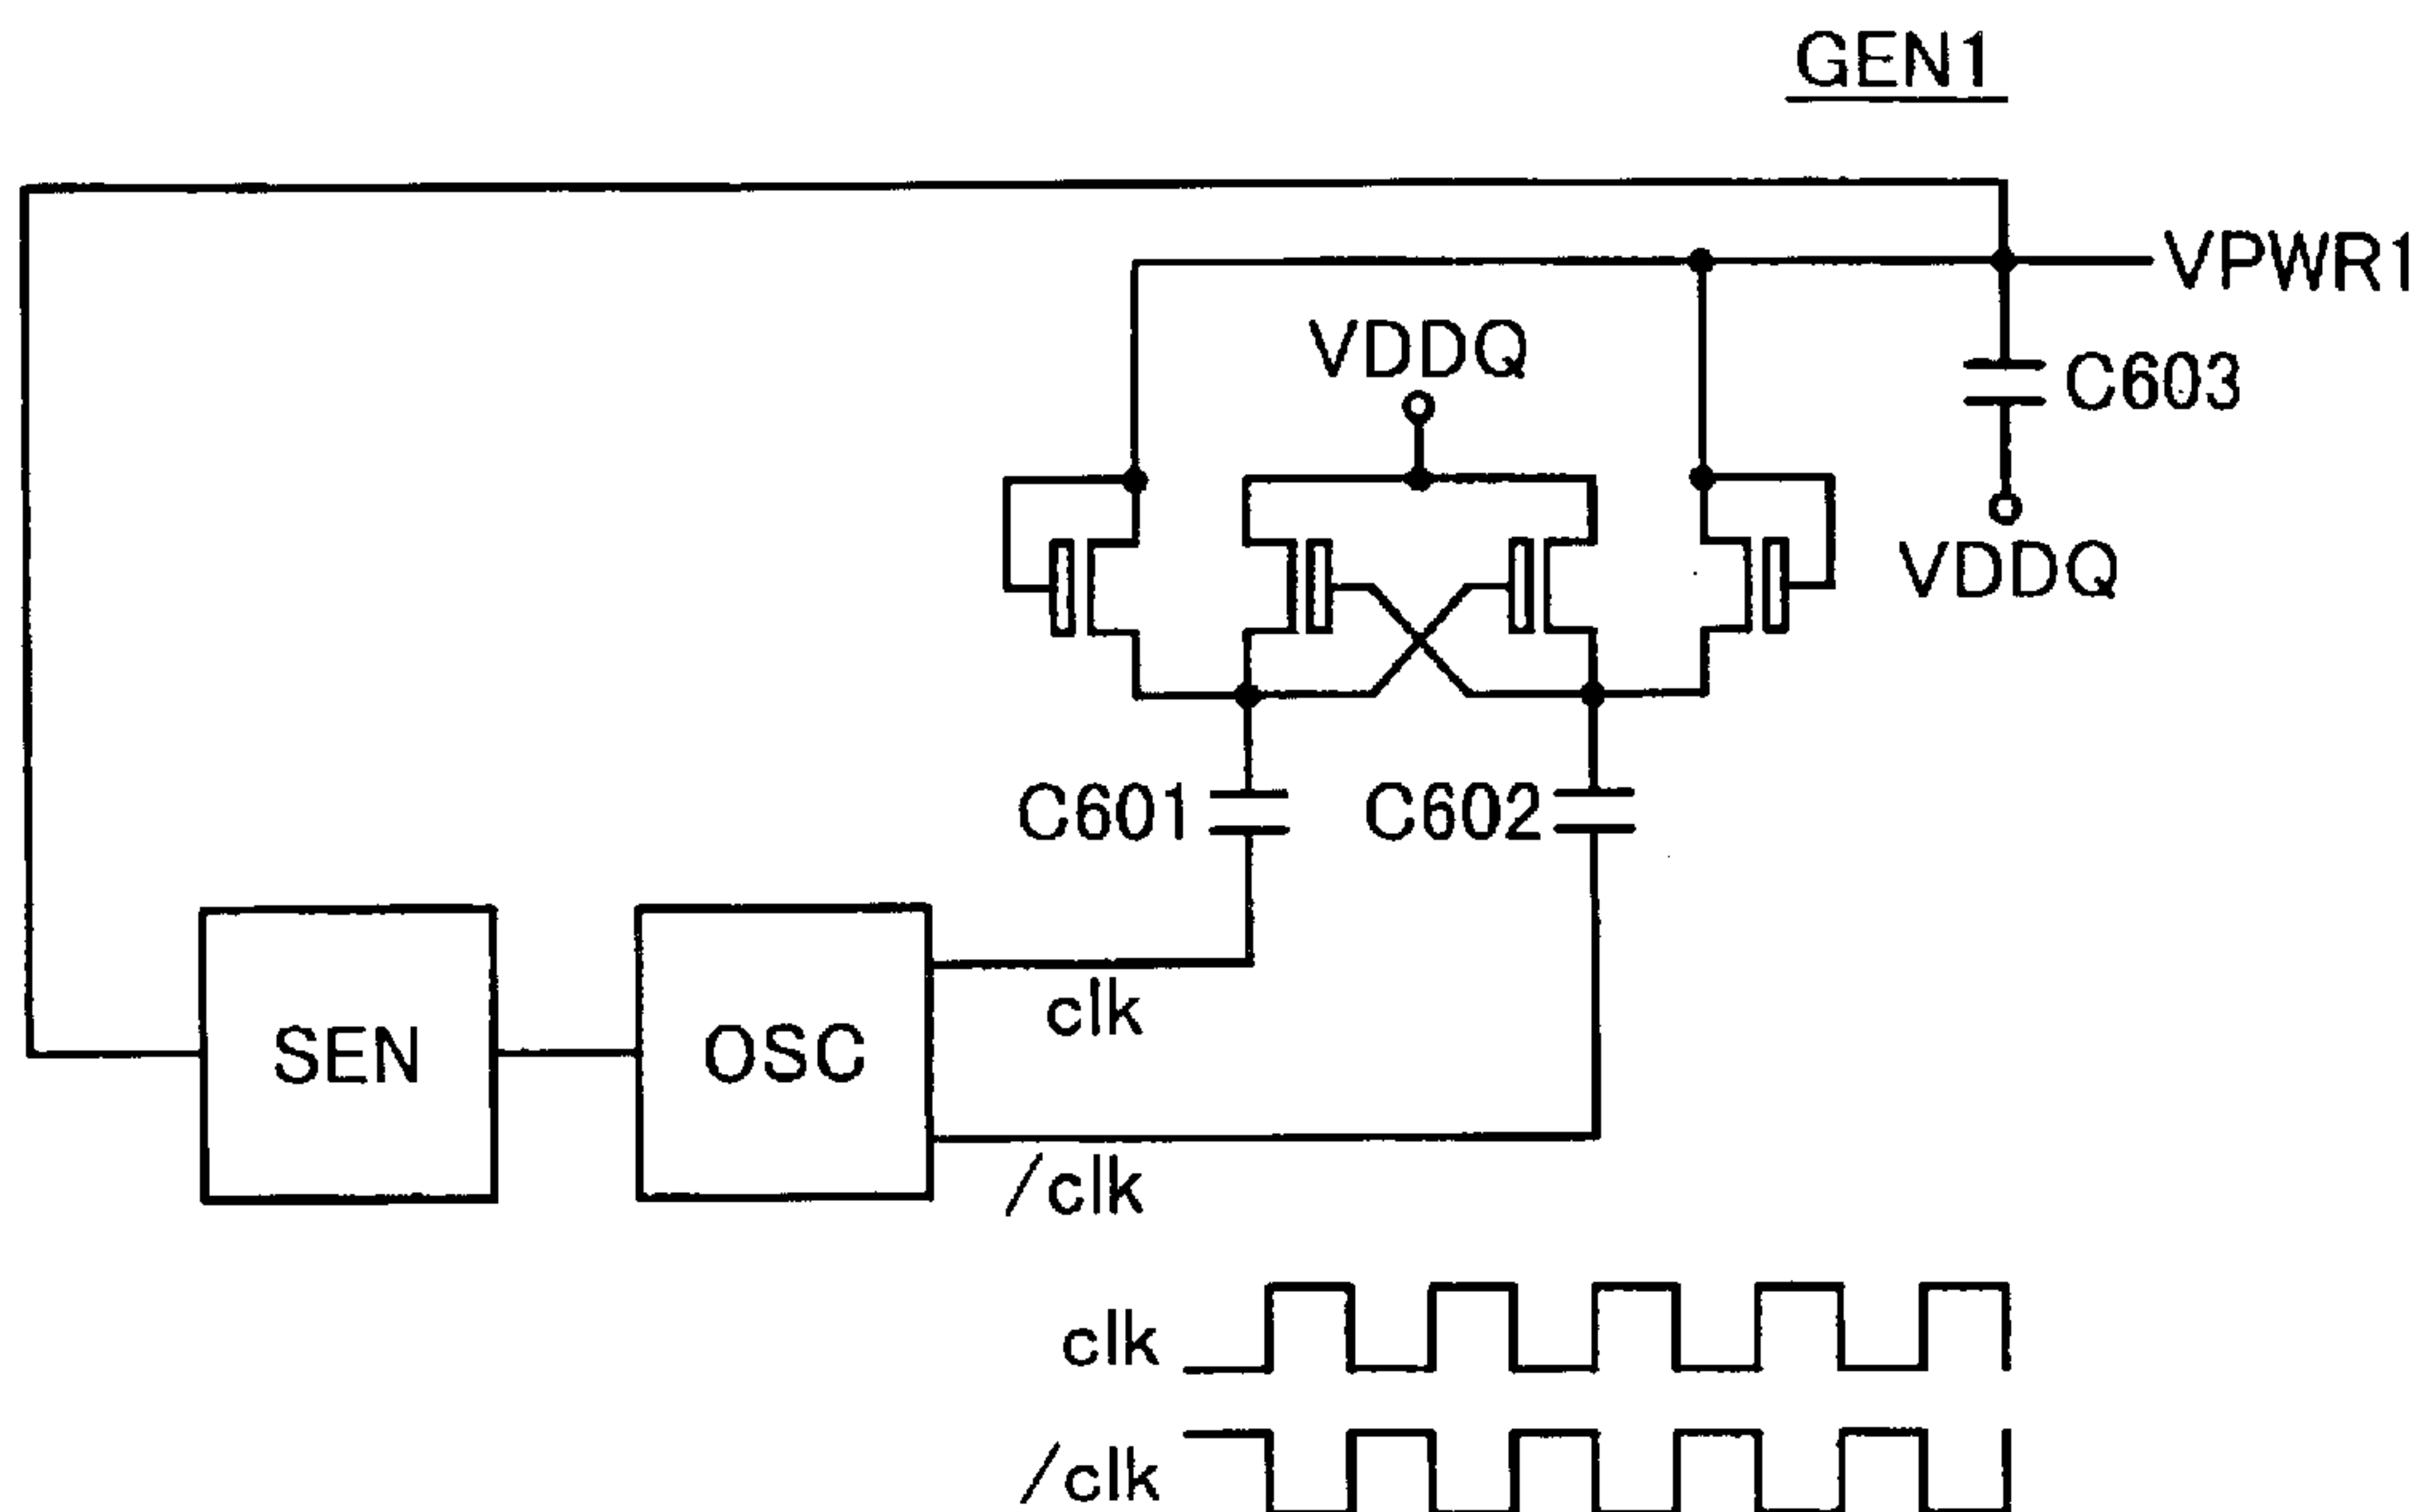 GEN1
VPWR1
VDDQ
C603
VDDQ
C601
C602
SEN
OSC
clk
/clk
clk
/clk